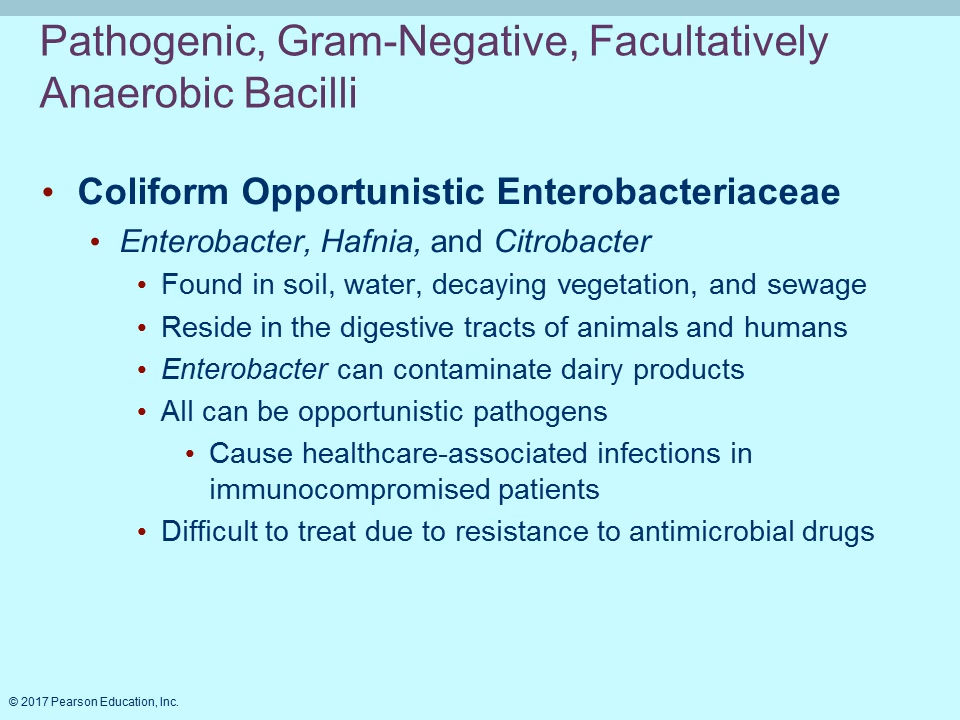 Pathogenic, Gram-Negative, Facultatively
Anaerobic Bacilli
• Coliform Opportunistic Enterobacteriaceae
• Enterobacter, Hafnia, and Citrobacter
• Found in soil, water, decaying vegetation, and sewage
• Reside in the digestive tracts of animals and humans
• Enterobacter can contaminate dairy products
• All can be opportunistic pathogens
• Cause healthcare-associated infections in
immunocompromised patients
• Difficult to treat due to resistance to antimicrobial drugs
© 2017 Pearson Education, Inc.